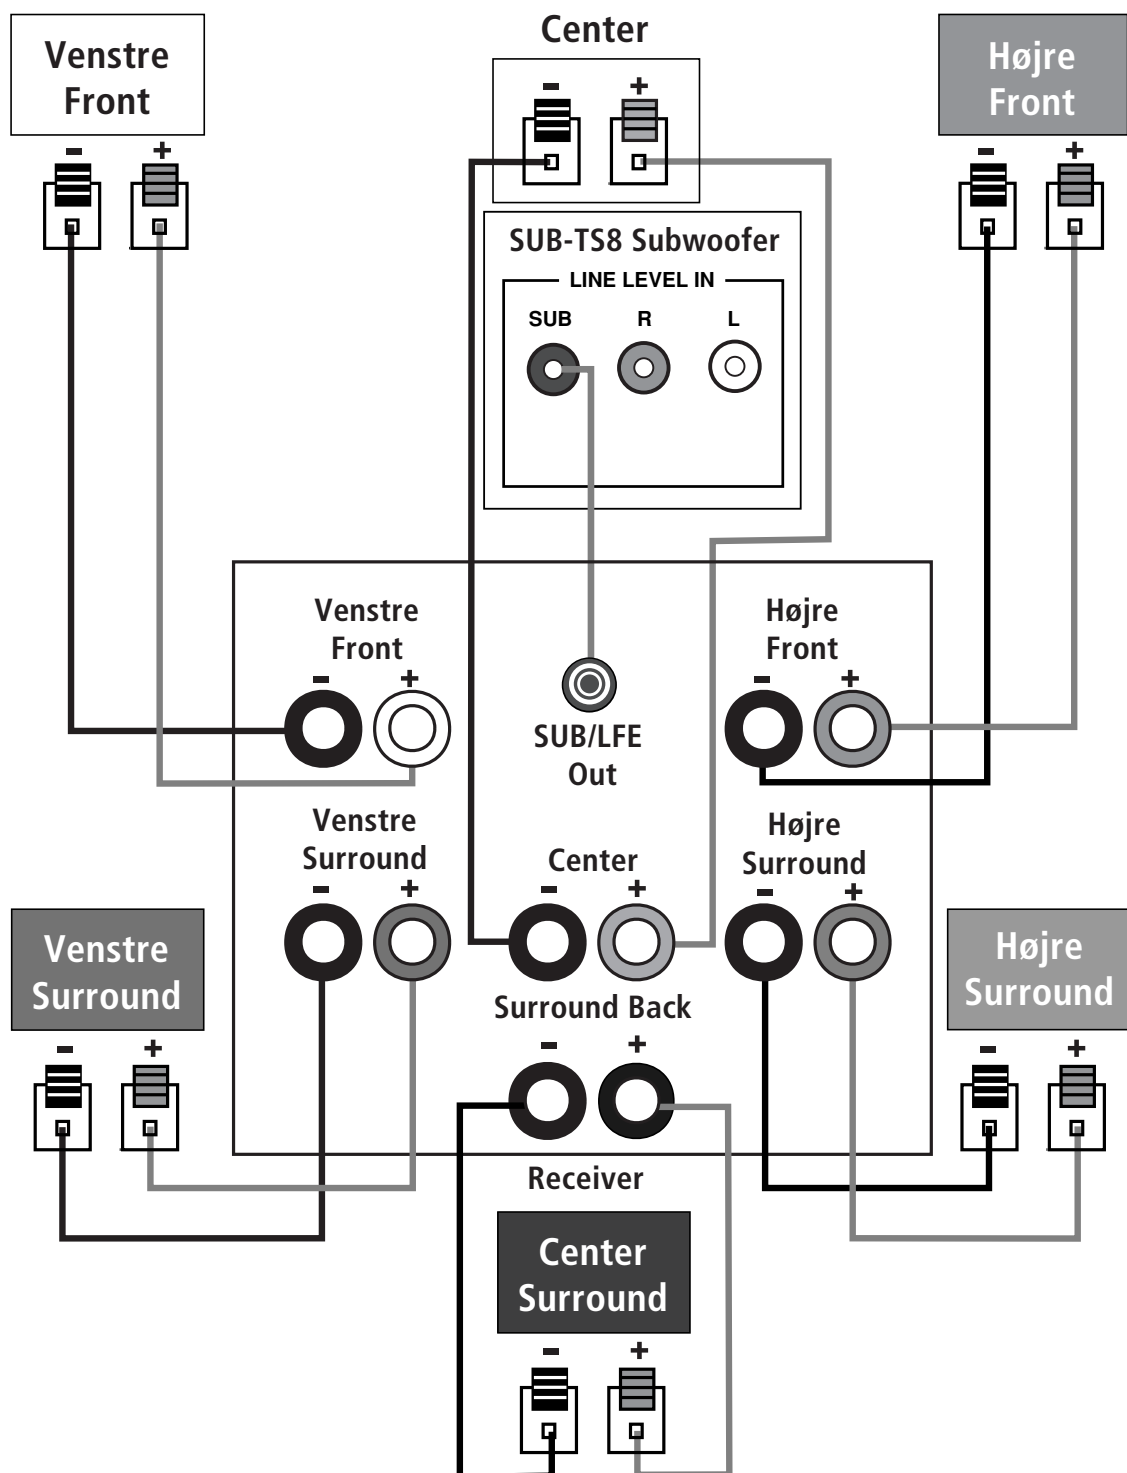 Venstre
Front
- +
Center
- +
Højre
Front
- +
SUB-TS8 Subwoofer
LINE LEVEL IN
SUB R L
Venstre
Front
- +
SUB/LFE
Out
Højre
Front
- +
Venstre
Surround
- +
Center
- +
Højre
Surround
- +
Venstre
Surround
- +
Surround Back
- +
Højre
Surround
- +
Receiver
Center
Surround
- +